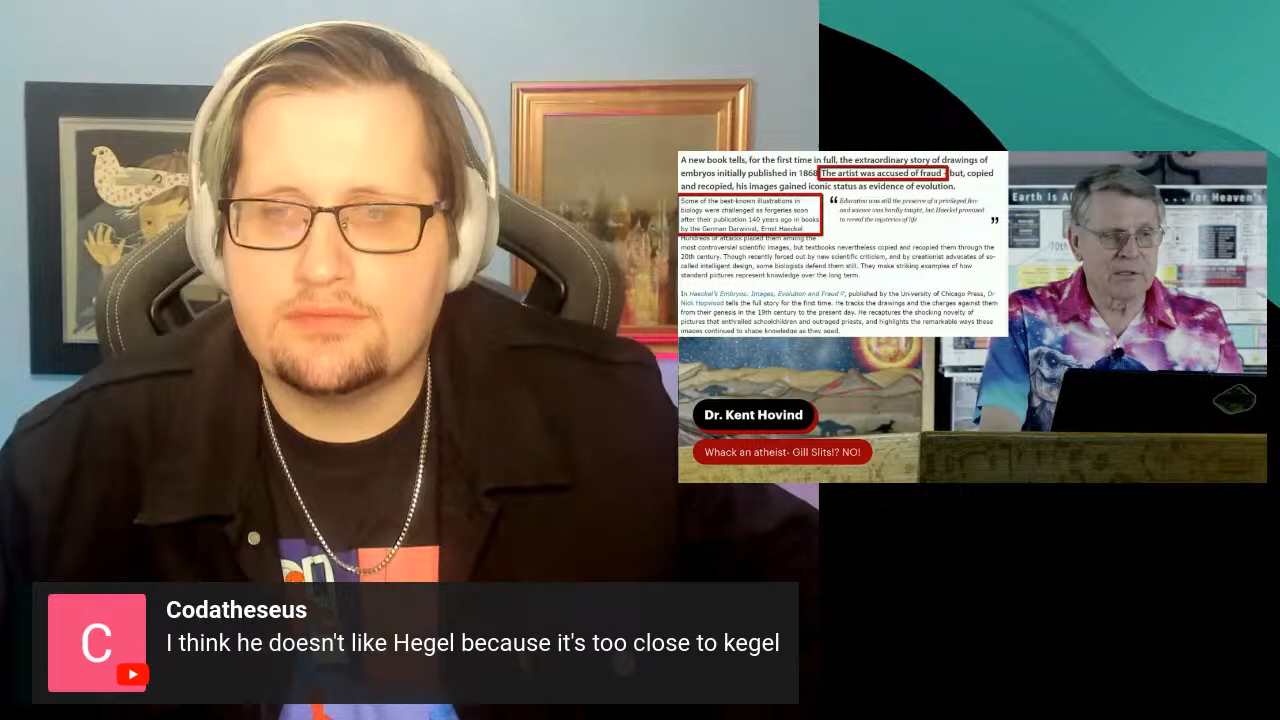 A new book tells, for the first time in full, the extraordinary story of drawings of
embryos initially published in 1868. The artist was accused of fraud - but, copied
and recopied, his images gained iconic status as evidence of evolution.
Some of the best-known illustrations in
biology were challenged as forgeries soon
after their publication 140 years ago in books
by the German Darwinist, Ernst Haeckel.
Hundreds of attacks placed them among the
“ Education was still the preserve of a privileged few
and science was hardly taught, but Haeckel promised
to reveal the mysteries of life. ”
most controversial scientific images, but textbooks nevertheless copied and recopied them through the
20th century. Though recently forced out by new scientific criticism, and by creationist advocates of so-
called intelligent design, some biologists defend them still. They make striking examples of how
standard pictures represent knowledge over the long term.
In Haeckel's Embryos: Images, Evolution and Fraud, published by the University of Chicago Press, Dr
Nick Hopwood tells the full story for the first time. He tracks the drawings and the charges against them
from their genesis in the 19th century to the present day. He recaptures the shocking novelty of
pictures that enthralled schoolchildren and outraged priests, and highlights the remarkable ways these
images continued to shape knowledge as they aged.
Earth Is A
for Heaven's
Dr. Kent Hovind
Whack an atheist- Gill Slits!? NO!
C
Codatheseus
I think he doesn't like Hegel because it's too close to kegel